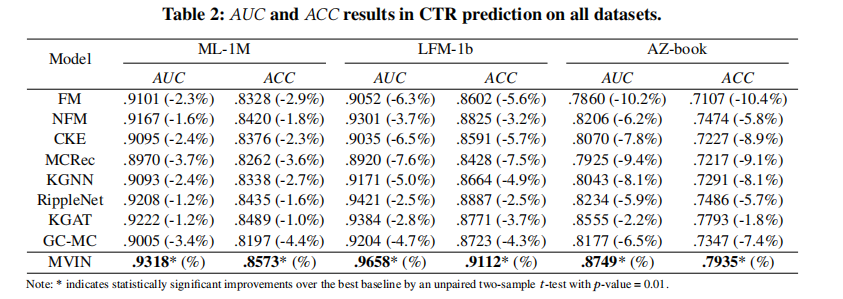 Table 2: AUC and ACC results in CTR prediction on all datasets.
Model ML-1M LFM-1b AZ-book
AUC ACC AUC ACC AUC ACC
FM .9101 (-2.3%) .8328 (-2.9%) .9052 (-6.3%) .8602 (-5.6%) .7860 (-10.2%) .7107 (-10.4%)
NFM .9167 (-1.6%) .8420 (-1.8%) .9301 (-3.7%) .8825 (-3.2%) .8206 (-6.2%) .7474 (-5.8%)
CKE .9095 (-2.4%) .8376 (-2.3%) .9035 (-6.5%) .8591 (-5.7%) .8070 (-7.8%) .7227 (-8.9%)
MCRec .8970 (-3.7%) .8262 (-3.6%) .8920 (-7.6%) .8428 (-7.5%) .7925 (-9.4%) .7217 (-9.1%)
KGNN .9093 (-2.4%) .8338 (-2.7%) .9171 (-5.0%) .8664 (-4.9%) .8043 (-8.1%) .7291 (-8.1%)
RippleNet .9208 (-1.2%) .8435 (-1.6%) .9421 (-2.5%) .8887 (-2.5%) .8234 (-5.9%) .7486 (-5.7%)
KGAT .9222 (-1.2%) .8489 (-1.0%) .9384 (-2.8%) .8771 (-3.7%) .8555 (-2.2%) .7793 (-1.8%)
GC-MC .9005 (-3.4%) .8197 (-4.4%) .9204 (-4.7%) .8723 (-4.3%) .8177 (-6.5%) .7347 (-7.4%)
MVIN .9318* (%) .8573* (%) .9658* (%) .9112* (%) .8749* (%) .7935* (%)
Note: * indicates statistically significant improvements over the best baseline by an unpaired two-sample t-test with p-value = 0.01.